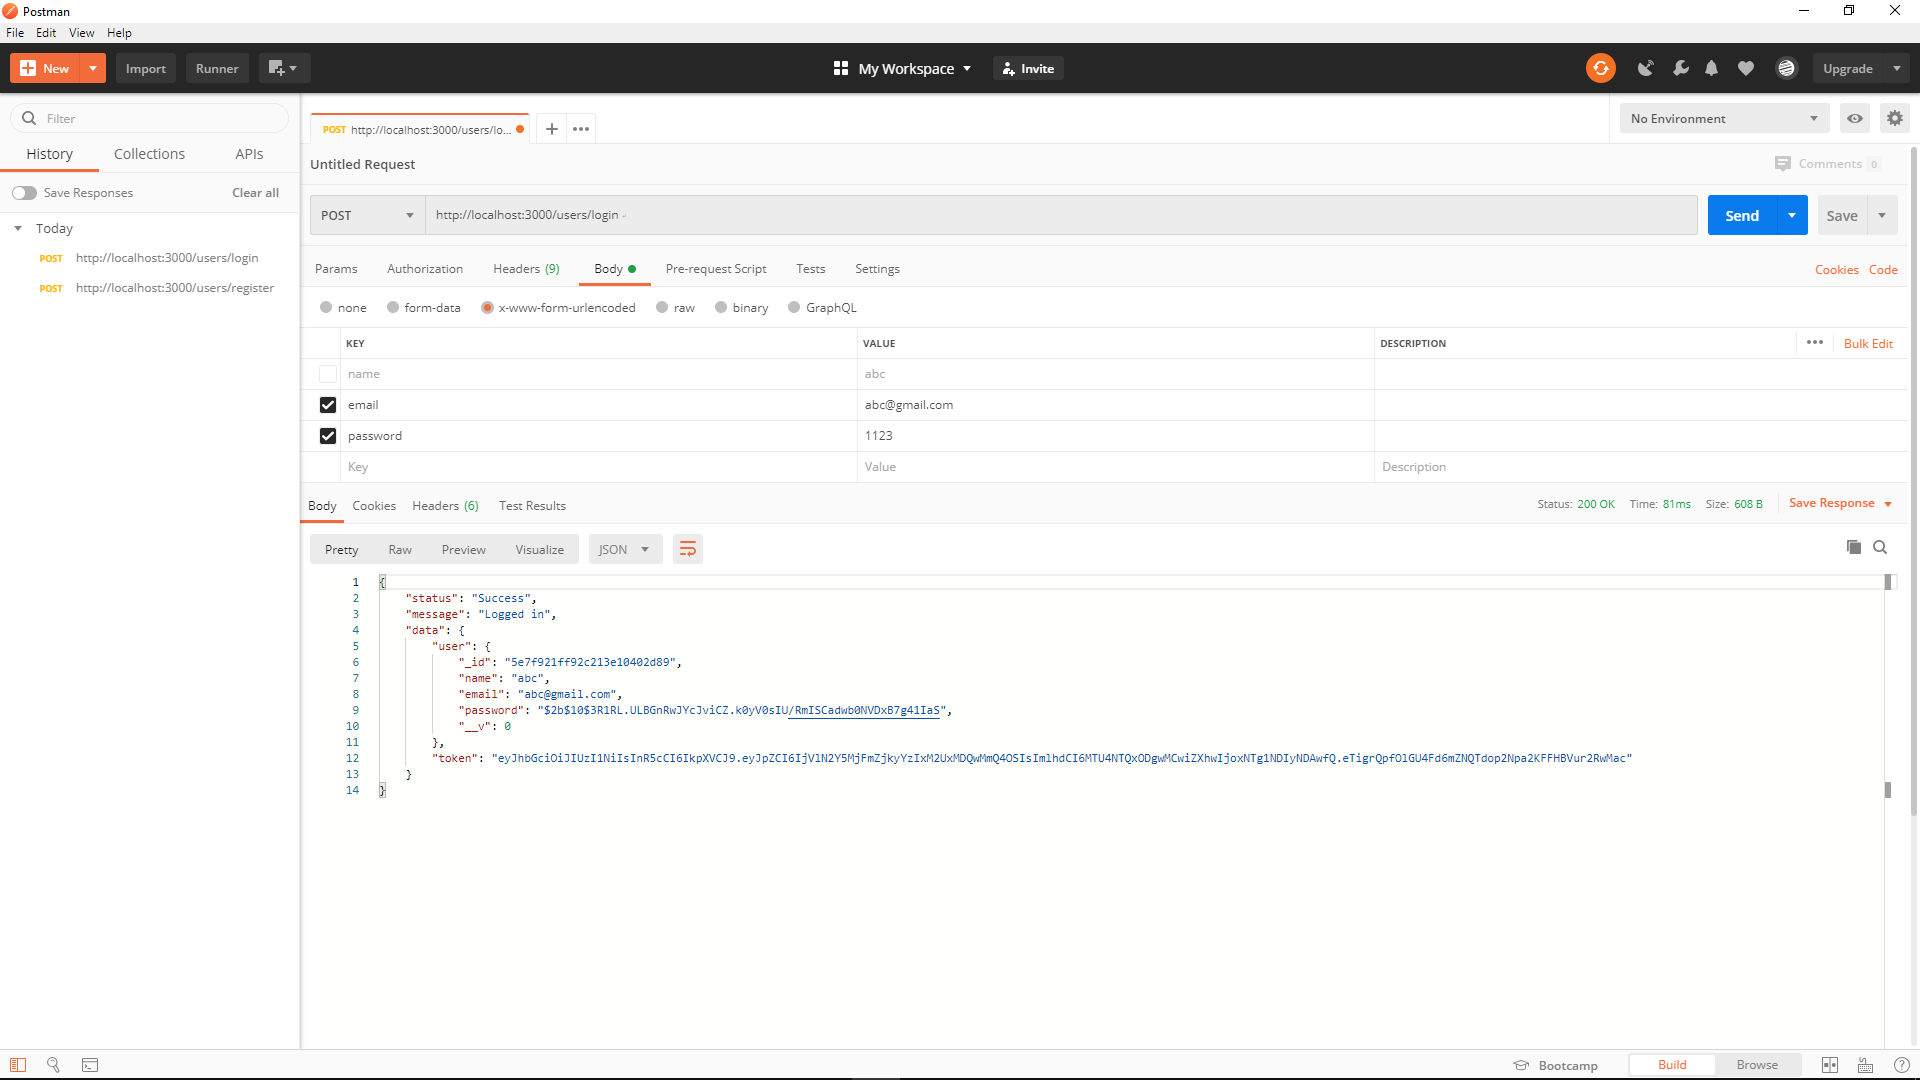 Postman
File Edit View Help
New Import Runner My Workspace Invite Upgrade
Filter
History Collections APIs
Save Responses Clear all
Today
POST http://localhost:3000/users/login
POST http://localhost:3000/users/register
POST http://localhost:3000/users/lo...
No Environment
Untitled Request
Comments 0
POST http://localhost:3000/users/login
Send Save
Params Authorization Headers (9) Body Pre-request Script Tests Settings
Cookies Code
none form-data x-www-form-urlencoded raw binary GraphQL
KEY VALUE DESCRIPTION Bulk Edit
name abc
email abc@gmail.com
password 1123
Key Value Description
Body Cookies Headers (6) Test Results
Status: 200 OK Time: 81ms Size: 608 B Save Response
Pretty Raw Preview Visualize JSON
1 {
2 "status": "Success",
3 "message": "Logged in",
4 "data": {
5 "user": {
6 "_id": "5e7f921ff92c213e10402d89",
7 "name": "abc",
8 "email": "abc@gmail.com",
9 "password": "$2b$10$3R1RL.ULBGnRwJYcJviCZ.k0yV0sIU/RmISCadwb0NVDxB7g41IaS",
10 "__v": 0
11 },
12 "token": "eyJhbGciOiJIUzI1NiIsInR5cCI6IkpXVCJ9.eyJpZCI6IjVlN2Y5MjFmZjkyYzIxM2UxMDQwMmQ4OSIsImlhdCI6MTU4NTQxODgwMCwiZXhwIjoxNTg1NDIyNDAwfQ.eTigrQpfOlGU4Fd6mZNQTdop2Npa2KFFHBVur2RwMac"
13 }
14 }
Bootcamp Build Browse